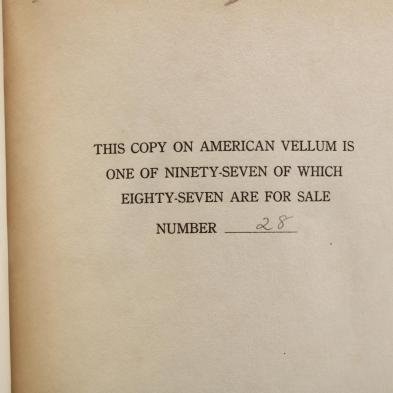 THIS COPY ON AMERICAN VELLUM IS
ONE OF NINETY-SEVEN OF WHICH
EIGHTY-SEVEN ARE FOR SALE
NUMBER 28